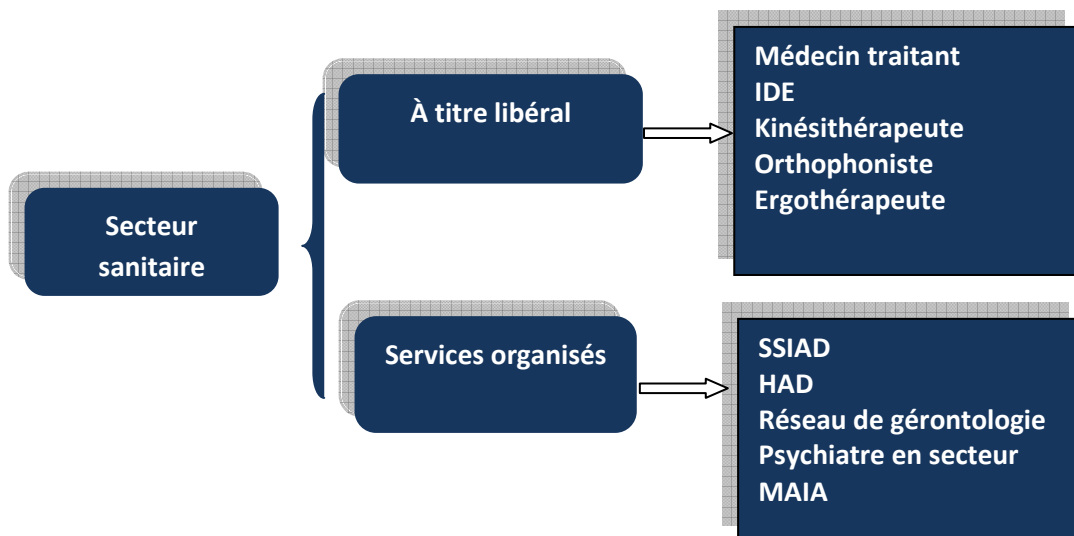 Secteur
sanitaire
À titre libéral
Médecin traitant
IDE
Kinésithérapeute
Orthophoniste
Ergothérapeute
Services organisés
SSIAD
HAD
Réseau de gérontologie
Psychiatre en secteur
MAIA